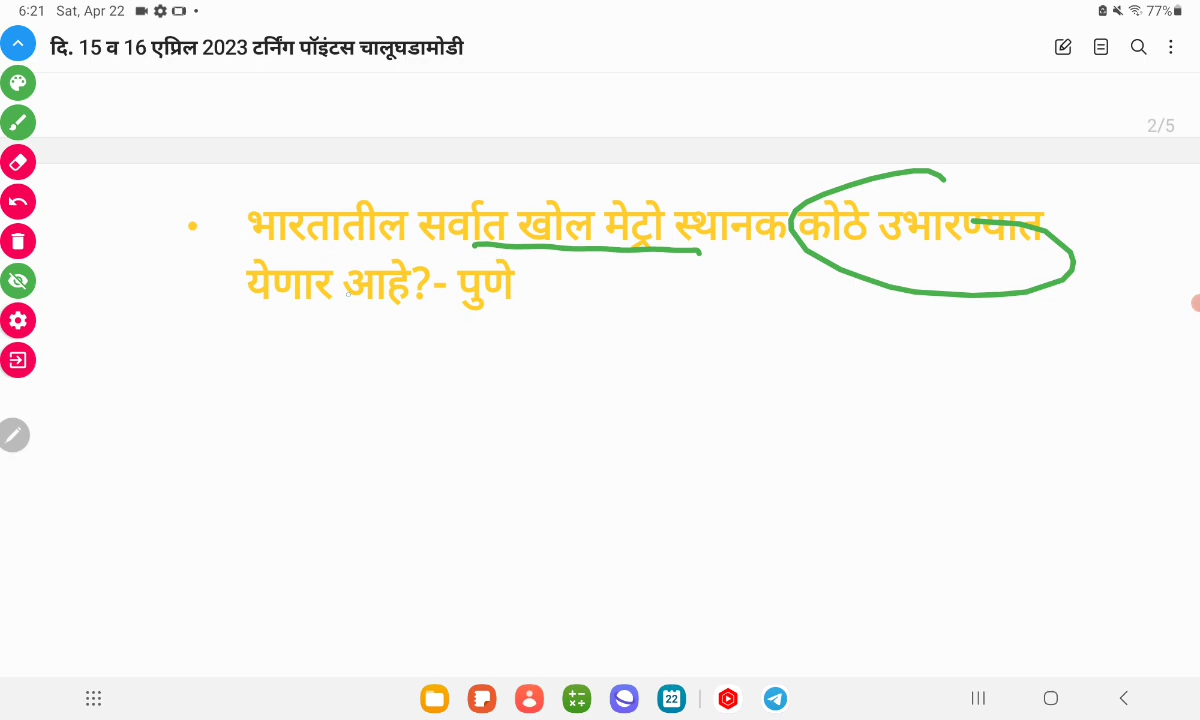 6:21 Sat, Apr 22
77%
दि. 15 व 16 एप्रिल 2023 टर्निंग पॉइंटस चालूघडामोडी
2/5
• भारतातील सर्वात खोल मेट्रो स्थानक कोठे उभारण्यात
येणार आहे?- पुणे
22